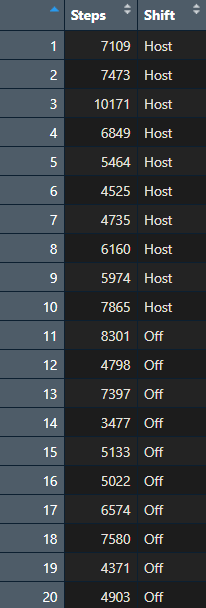 Steps Shift
1 7109 Host
2 7473 Host
3 10171 Host
4 6849 Host
5 5464 Host
6 4525 Host
7 4735 Host
8 6160 Host
9 5974 Host
10 7865 Host
11 8301 Off
12 4798 Off
13 7397 Off
14 3477 Off
15 5133 Off
16 5022 Off
17 6574 Off
18 7580 Off
19 4371 Off
20 4903 Off